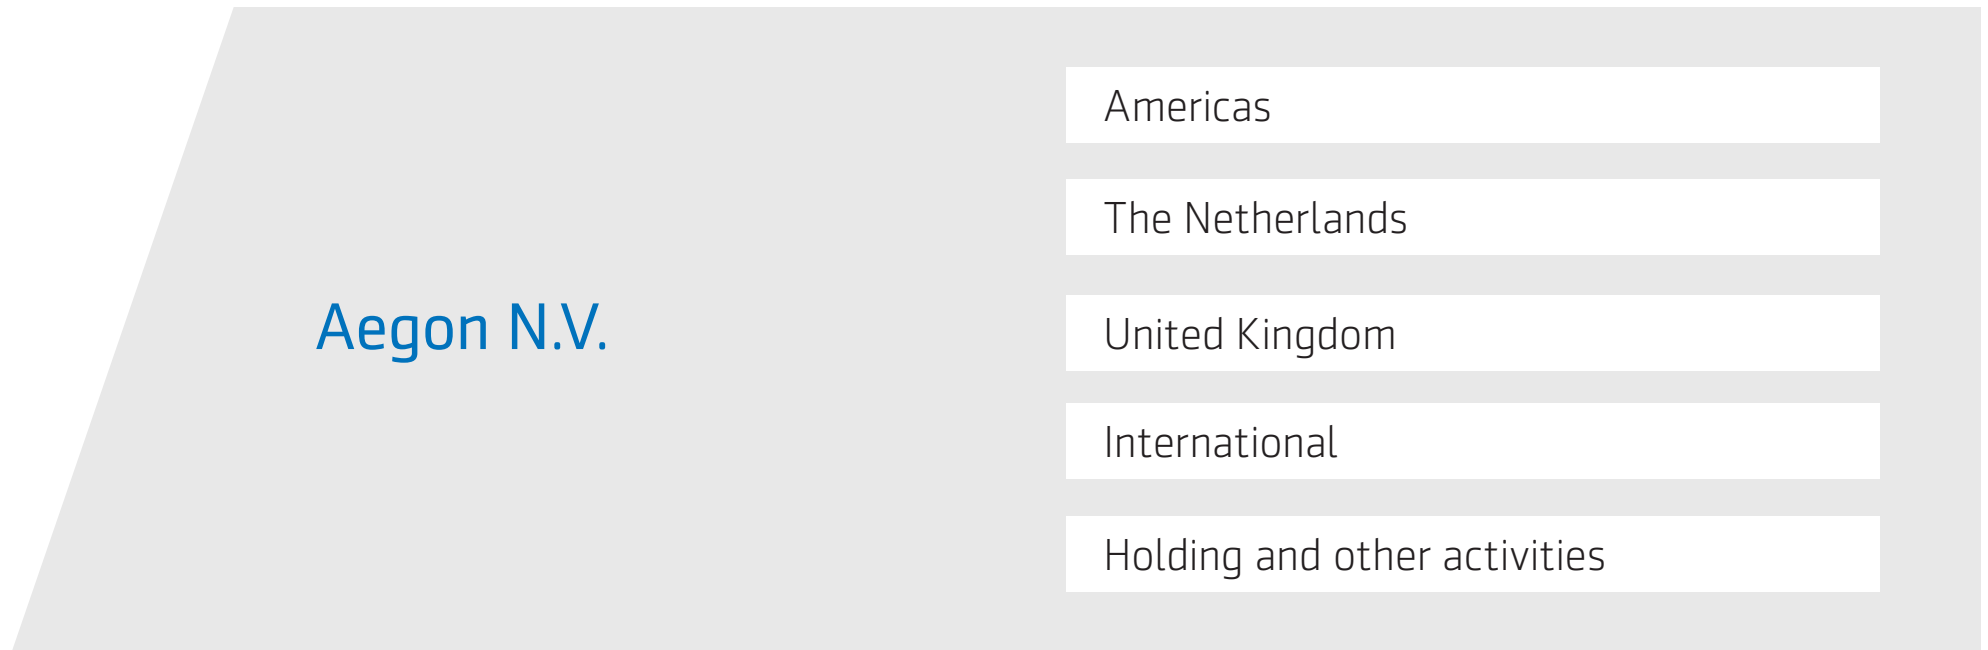 Aegon N.V.
Americas
The Netherlands
United Kingdom
International
Holding and other activities